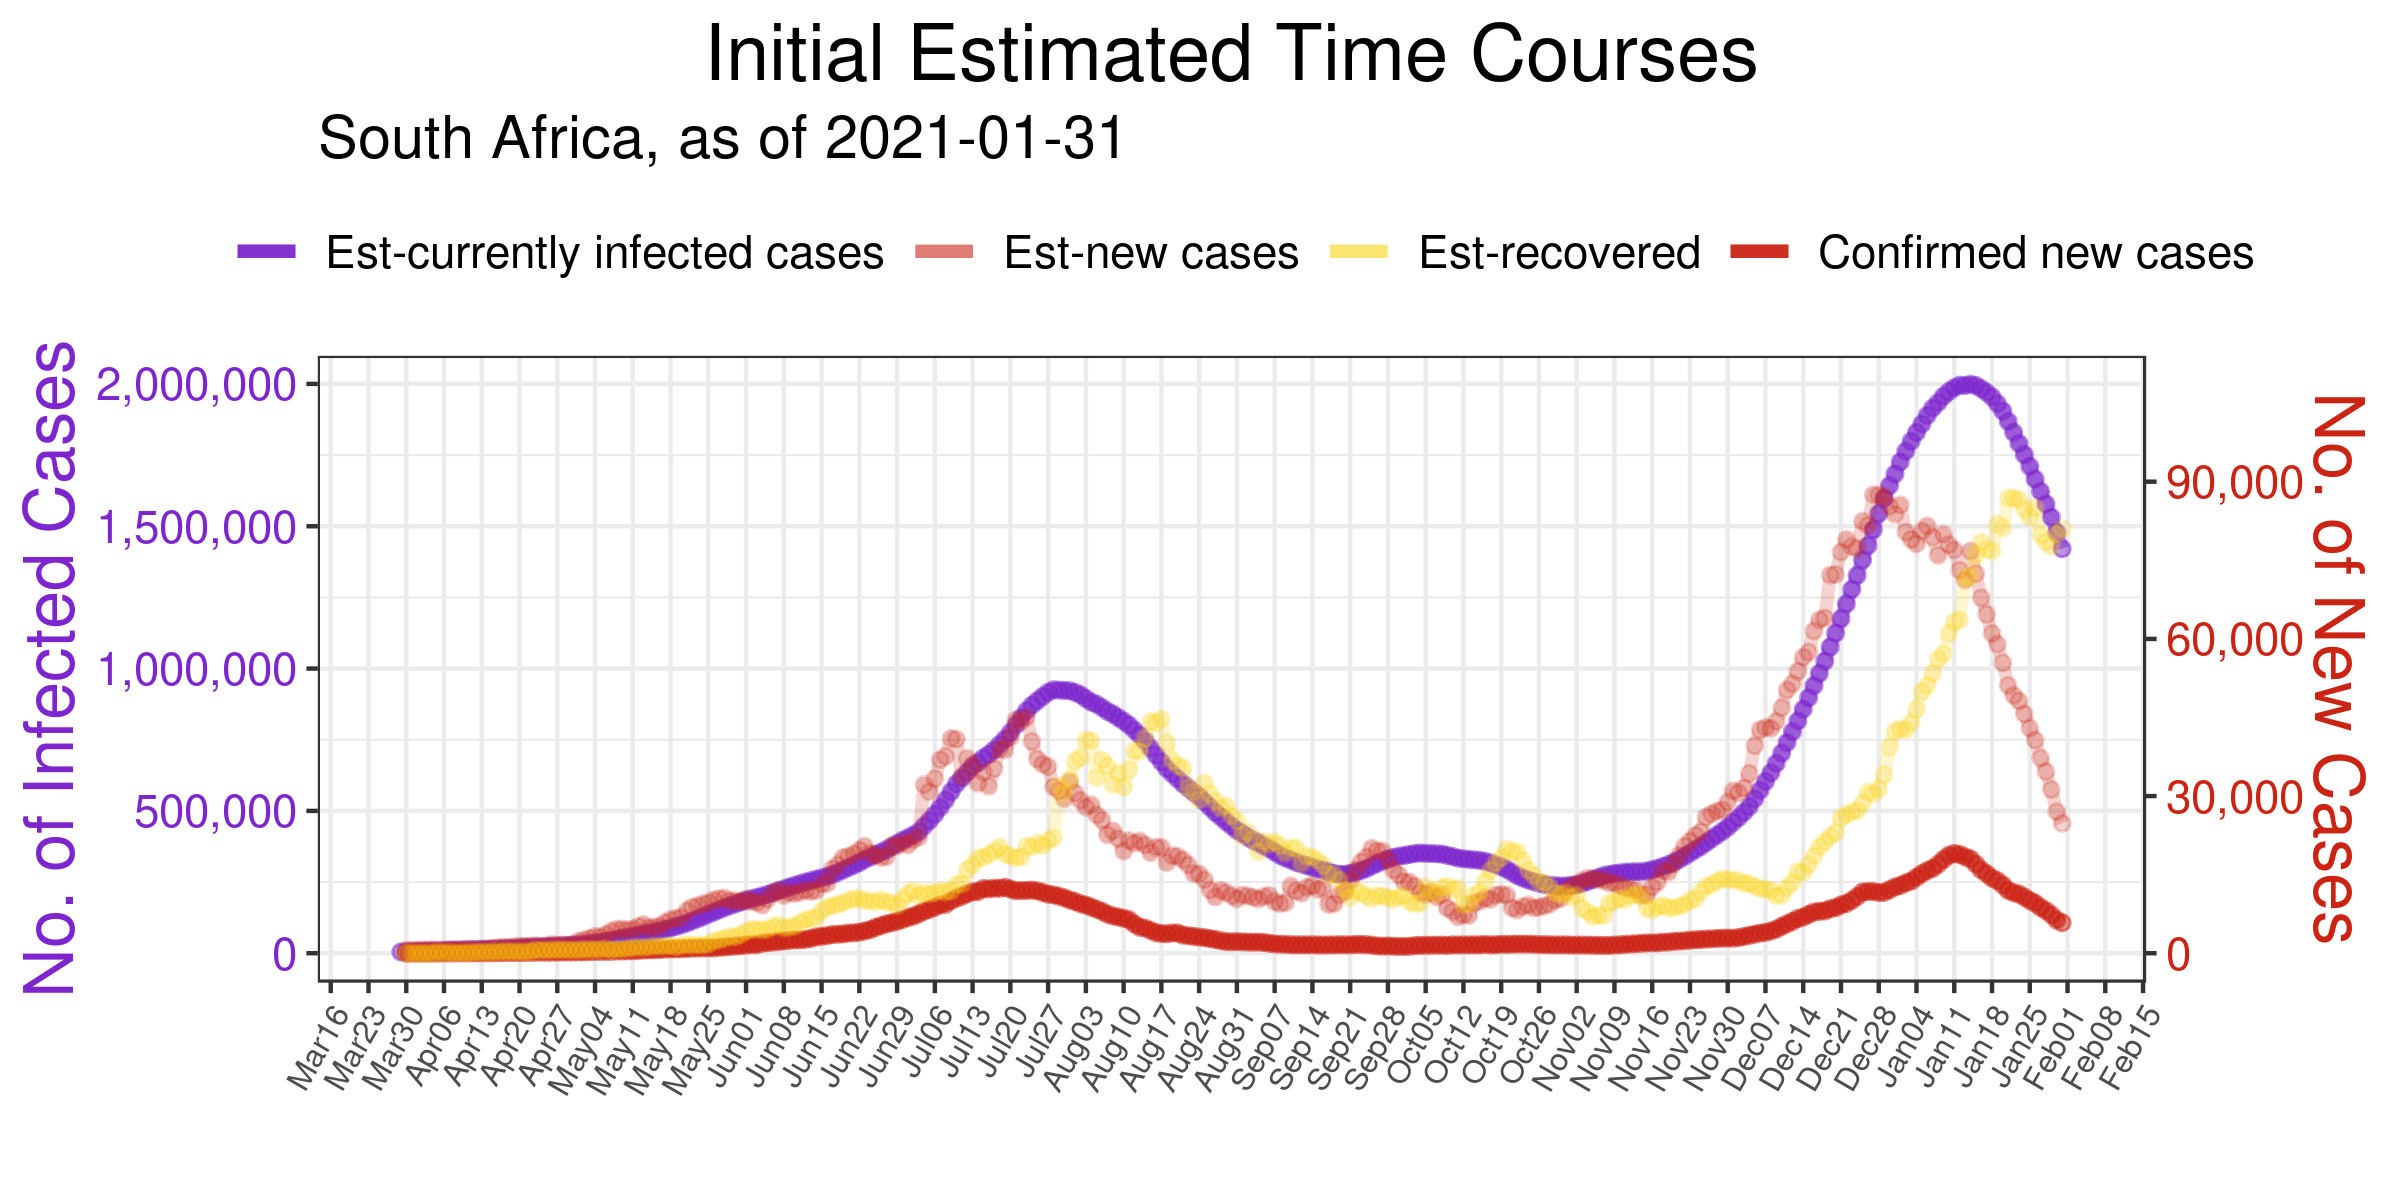 Initial Estimated Time Courses
South Africa, as of 2021-01-31
Est-currently infected cases Est-new cases Est-recovered Confirmed new cases
No. of Infected Cases
2,000,000
1,500,000
1,000,000
500,000
0
90,000
60,000
30,000
0
No. of New Cases
Mar16 Mar23 Mar30 Apr06 Apr13 Apr20 Apr27 May04 May11 May18 May25 Jun01 Jun08 Jun15 Jun22 Jun29 Jul06 Jul13 Jul20 Jul27 Aug03 Aug10 Aug17 Aug24 Aug31 Sep07 Sep14 Sep21 Sep28 Oct05 Oct12 Oct19 Oct26 Nov02 Nov09 Nov16 Nov23 Nov30 Dec07 Dec14 Dec21 Dec28 Jan04 Jan11 Jan18 Jan25 Feb01 Feb08 Feb15